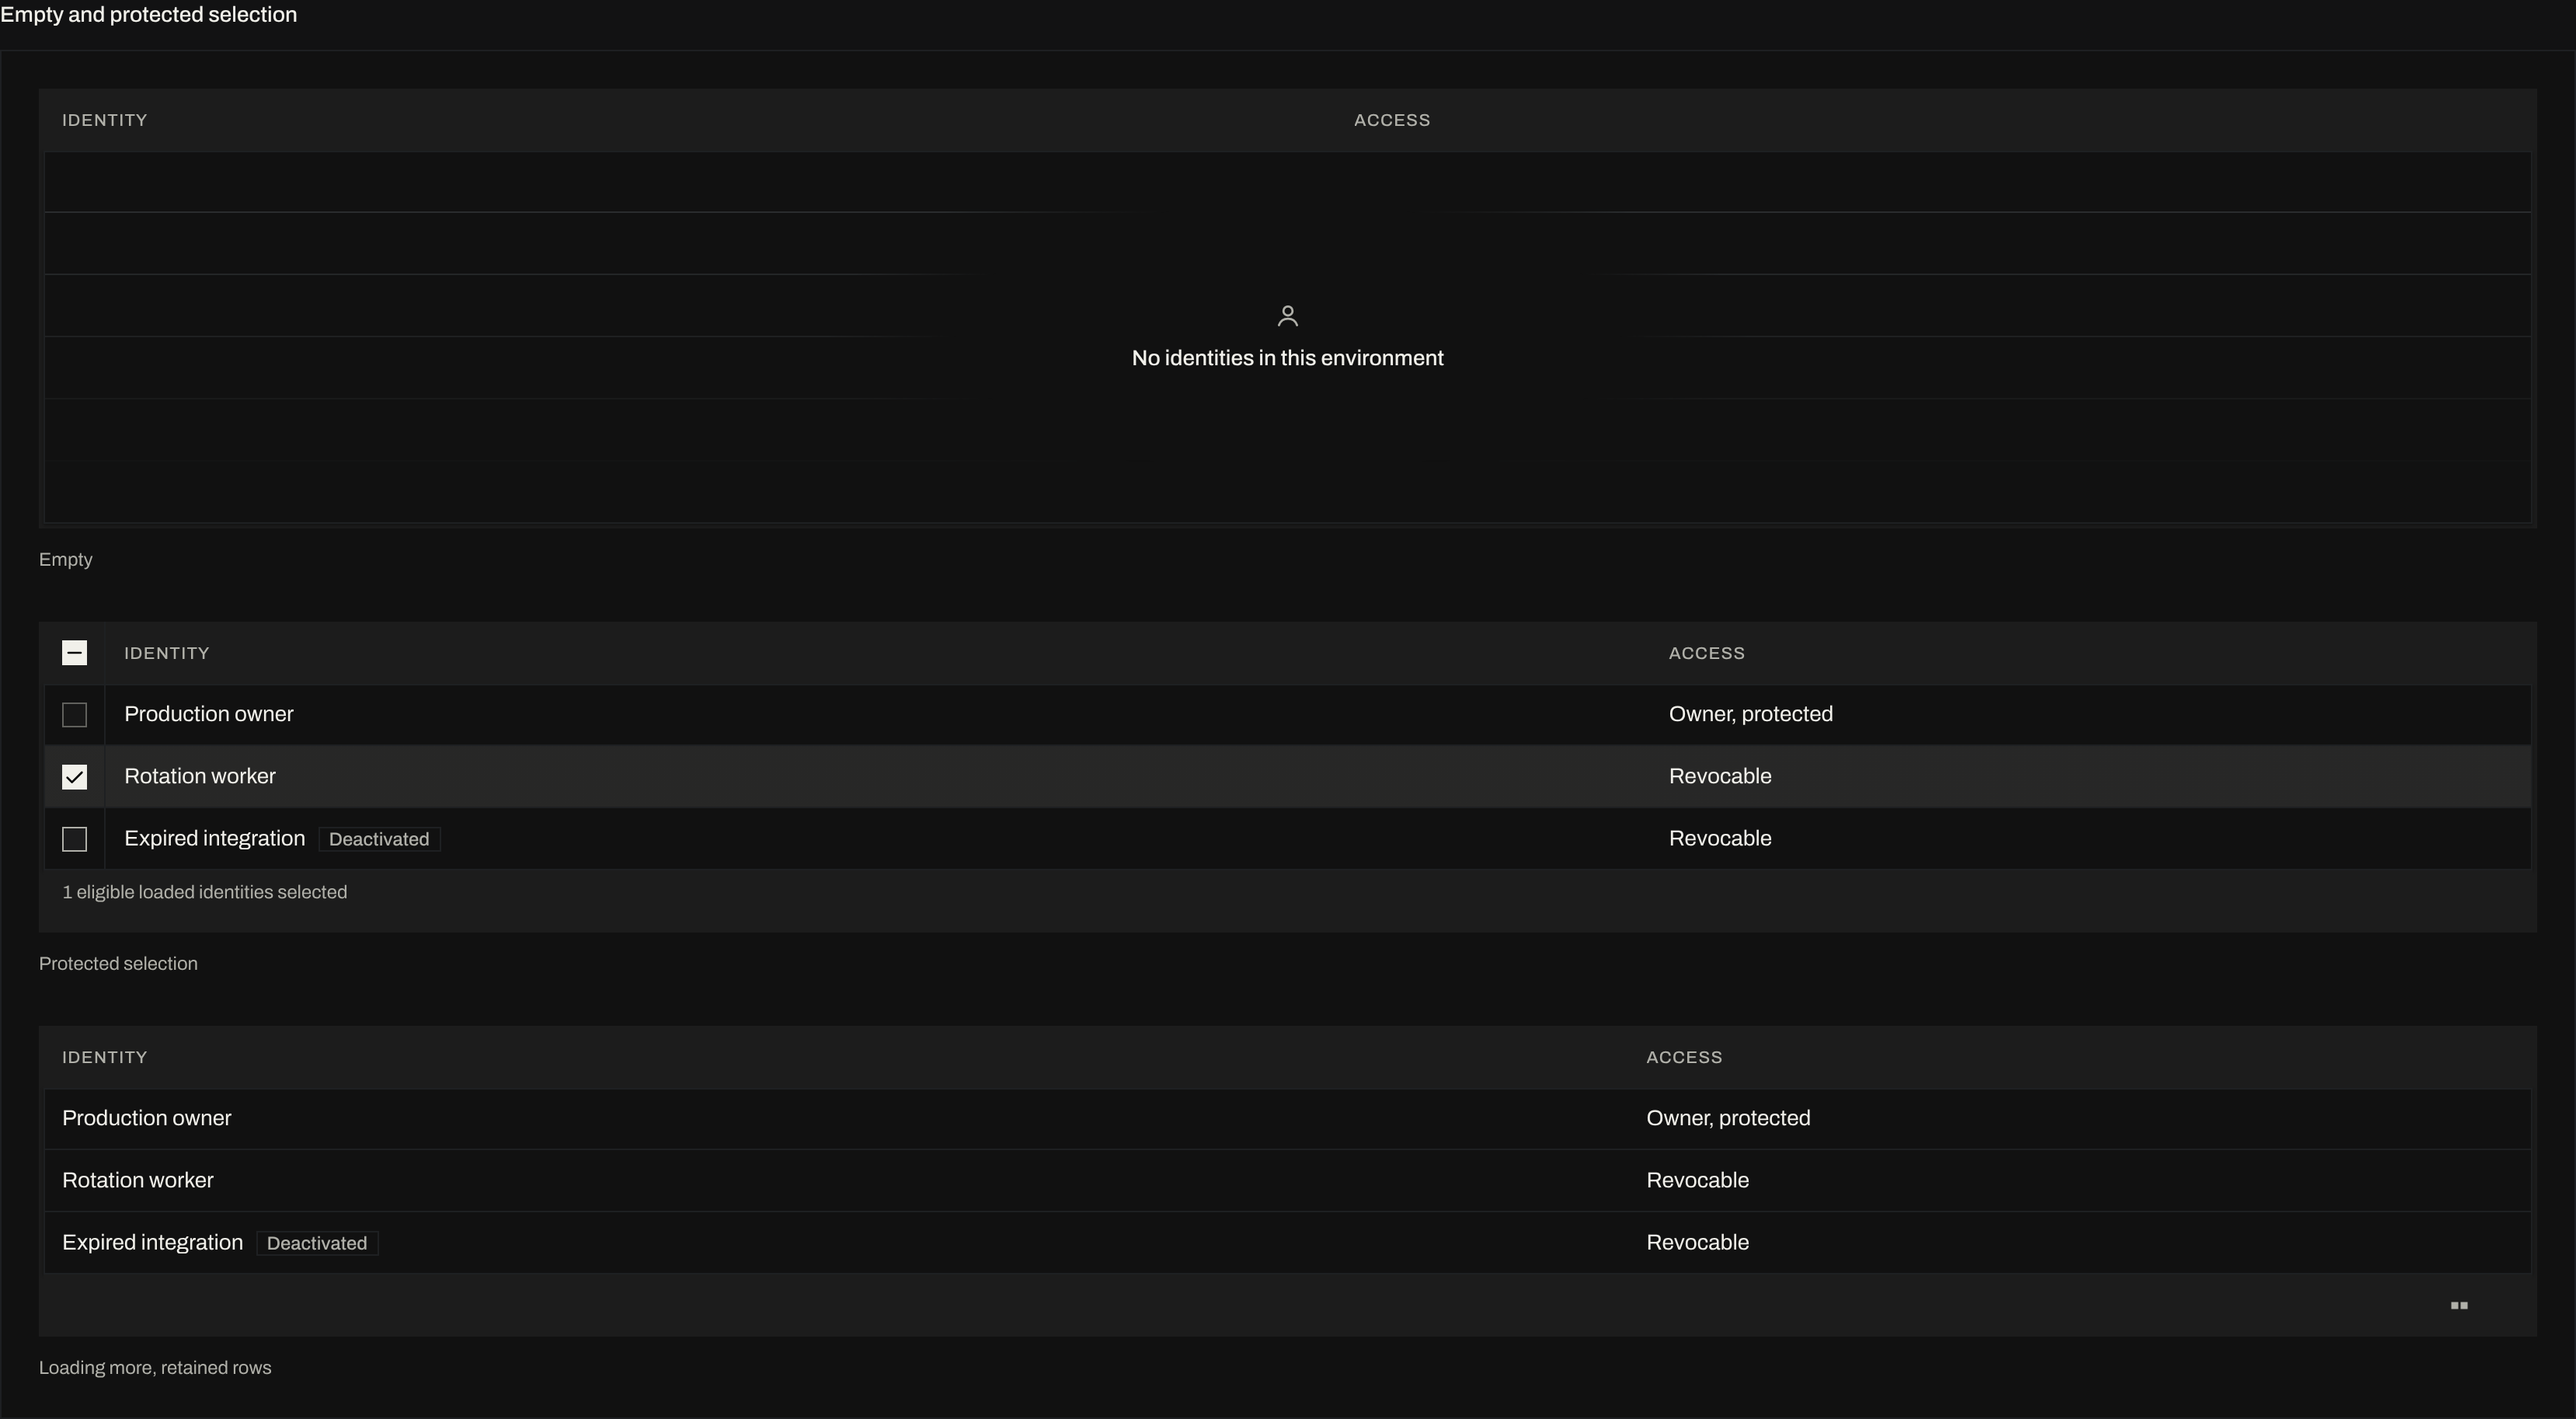 Empty and protected selection
IDENTITY ACCESS
No identities in this environment
Empty
IDENTITY ACCESS
Production owner Owner, protected
Rotation worker Revocable
Expired integration Deactivated Revocable
1 eligible loaded identities selected
Protected selection
IDENTITY ACCESS
Production owner Owner, protected
Rotation worker Revocable
Expired integration Deactivated Revocable
Loading more, retained rows